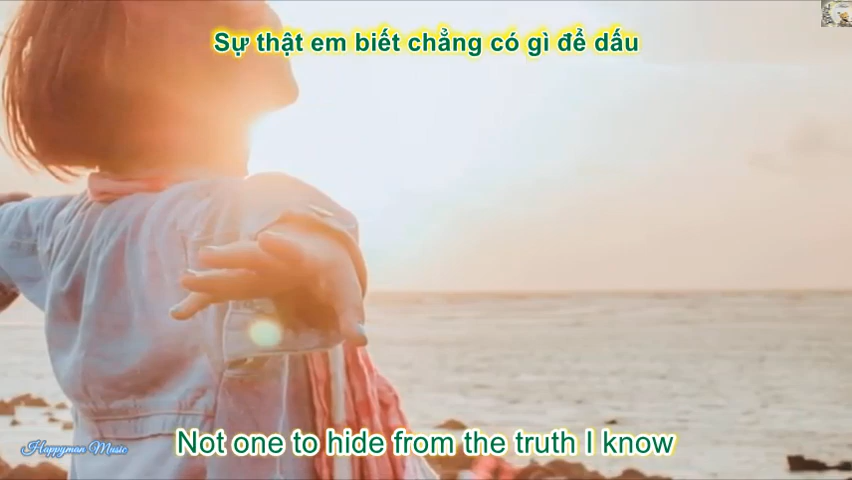 Sự thật em biết chẳng có gì để dấu
Not one to hide from the truth I know
Happyman Music